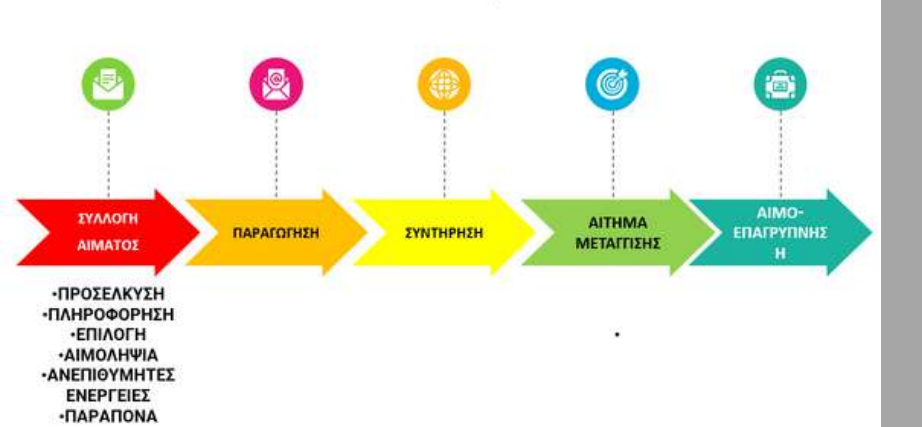 ΣΥΛΛΟΓΗ
ΑΙΜΑΤΟΣ
ΠΑΡΑΓΩΓΗΣΗ
ΣΥΝΤΗΡΗΣΗ
ΑΙΤΗΜΑ
ΜΕΤΑΓΓΙΣΗΣ
ΑΙΜΟ-
ΕΠΑΓΡΥΠΝΗΣ
Η
•ΠΡΟΣΕΛΚΥΣΗ
•ΠΛΗΡΟΦΟΡΗΣΗ
•ΕΠΙΛΟΓΗ
•ΑΙΜΟΛΗΨΙΑ
•ΑΝΕΠΙΘΥΜΗΤΕΣ
ΕΝΕΡΓΕΙΕΣ
•ΠΑΡΑΠΟΝΑ
•